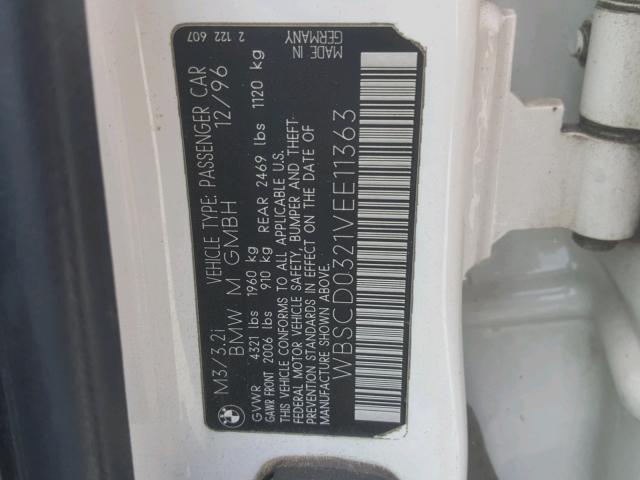 M3/3.2i VEHICLE TYPE: PASSENGER CAR
BMW M GMBH 12/96
GVWR 4321 lbs 1960 kg
GAWR FRONT 2006 lbs 910 kg REAR 2469 lbs 1120 kg
THIS VEHICLE CONFORMS TO ALL APPLICABLE U.S.
FEDERAL MOTOR VEHICLE SAFETY, BUMPER AND THEFT-
PREVENTION STANDARDS IN EFFECT ON THE DATE OF
MANUFACTURE SHOWN ABOVE.
WBSCD0321VEE11363
2 122 607
MADE IN
GERMANY
BMW